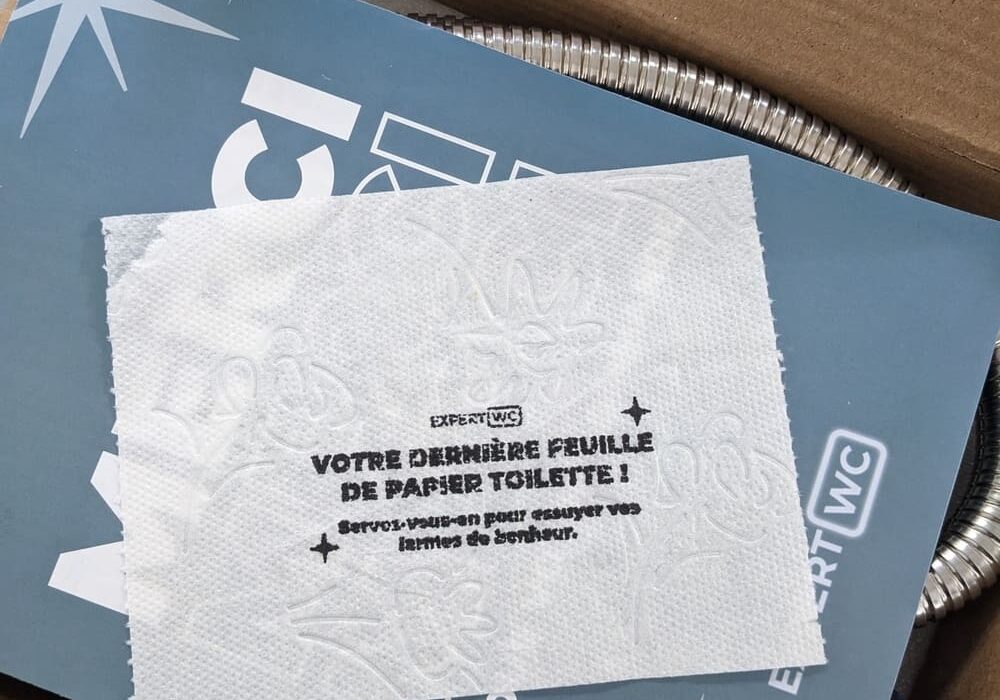 EXPERT WC
VOTRE DERNIÈRE FEUILLE
DE PAPIER TOILETTE !
Servez-vous-en pour essuyer vos
larmes de bonheur.
EXPERT WC